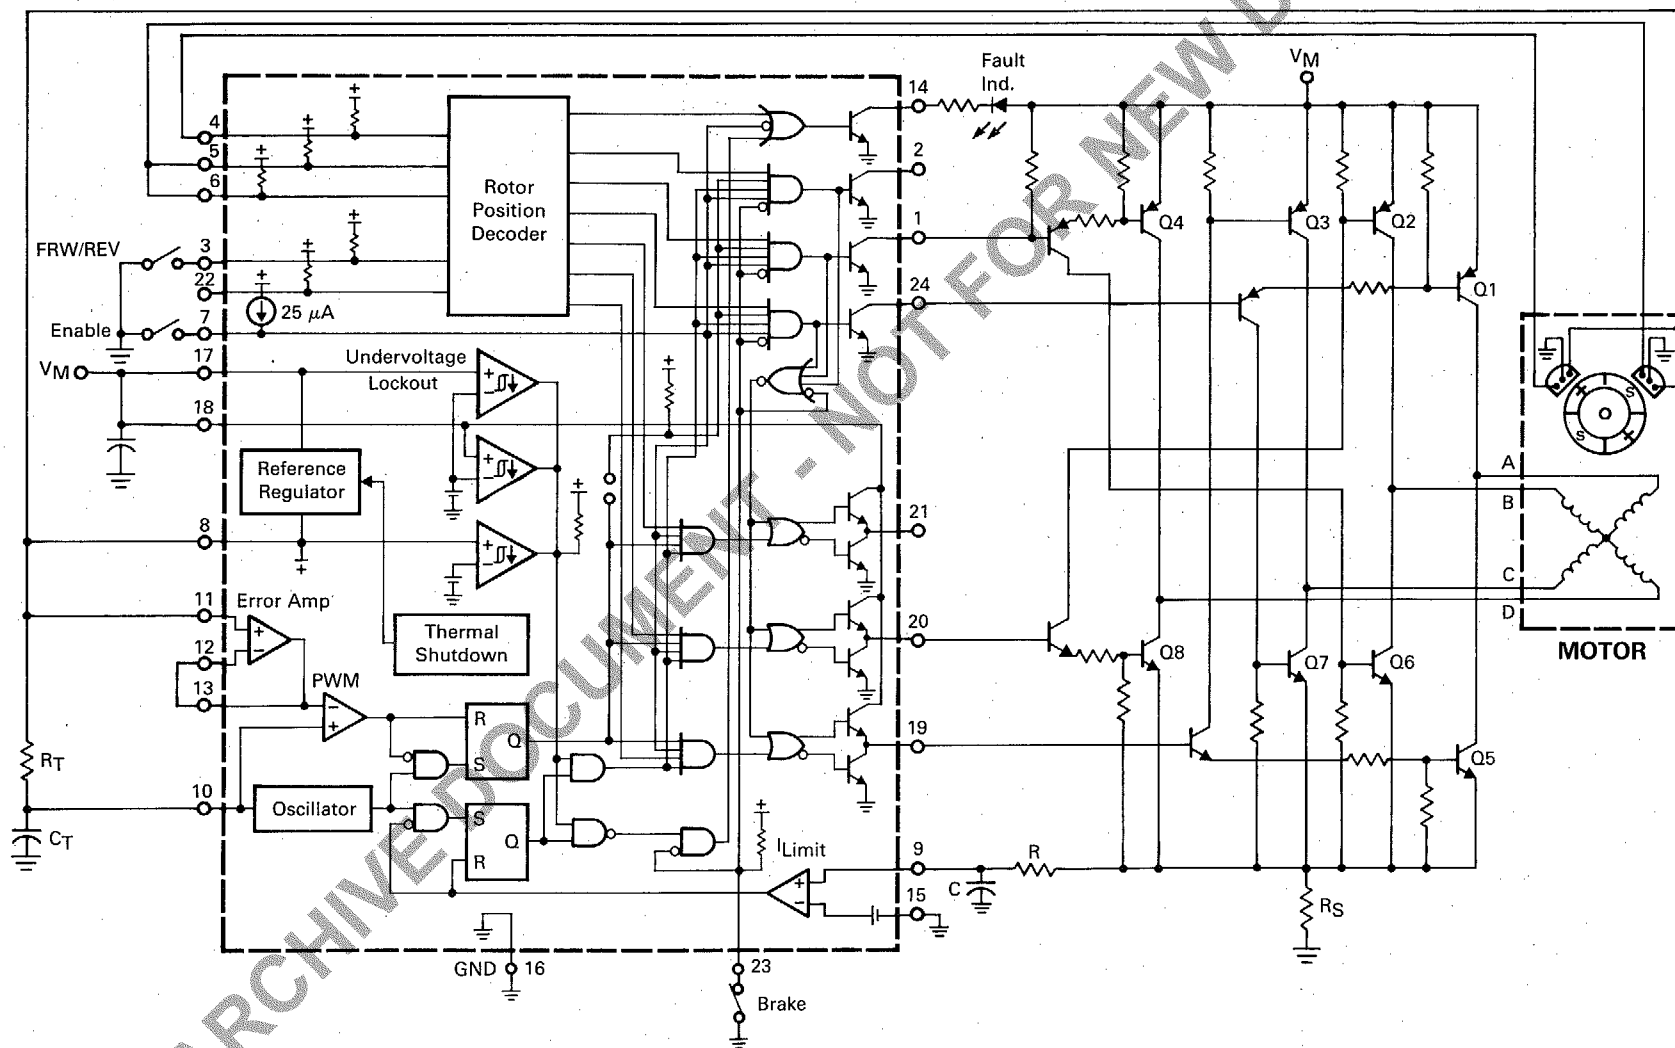 4
5
6
FRW/REV
3
22
Enable
7
25 μA
VM
17
18
Undervoltage
Lockout
Rotor
Position
Decoder
Reference
Regulator
8
11
Error Amp
12
13
Thermal
Shutdown
PWM
R
Q
S
RT
10
Oscillator
CT
S
Q
R
ILimit
GND
16
23
Brake
14
2
1
24
21
20
19
9
15
Fault
Ind.
VM
Q4
Q3
Q2
Q1
Q8
Q7
Q6
Q5
C
R
RS
S
S
A
B
C
D
MOTOR
ARCHIVE DOCUMENT - NOT FOR NEW D